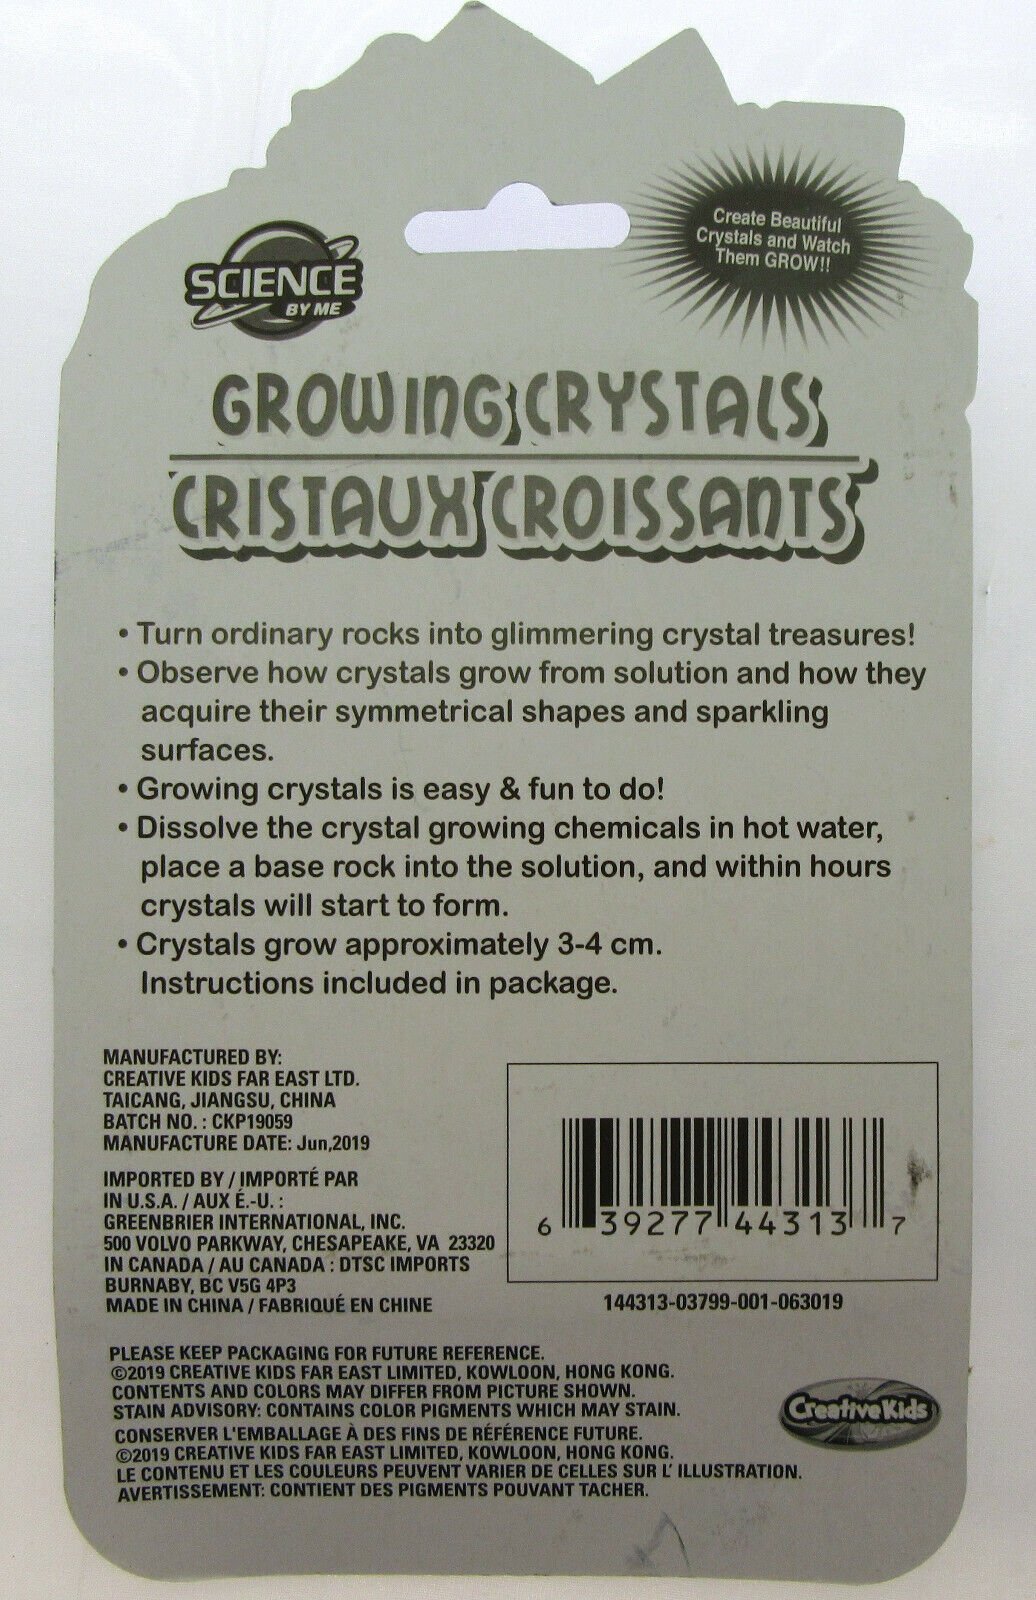 Create Beautiful
Crystals and Watch
Them GROW!!
SCIENCE
BY ME
GROWING CRYSTALS
CRISTAUX CROISSANTS
• Turn ordinary rocks into glimmering crystal treasures!
• Observe how crystals grow from solution and how they
acquire their symmetrical shapes and sparkling
surfaces.
• Growing crystals is easy & fun to do!
• Dissolve the crystal growing chemicals in hot water,
place a base rock into the solution, and within hours
crystals will start to form.
• Crystals grow approximately 3-4 cm.
Instructions included in package.
MANUFACTURED BY:
CREATIVE KIDS FAR EAST LTD.
TAICANG, JIANGSU, CHINA
BATCH NO. : CKP19059
MANUFACTURE DATE: Jun,2019
IMPORTED BY / IMPORTÉ PAR
IN U.S.A. / AUX É.-U. :
GREENBRIER INTERNATIONAL, INC.
500 VOLVO PARKWAY, CHESAPEAKE, VA 23320
IN CANADA / AU CANADA : DTSC IMPORTS
BURNABY, BC V5G 4P3
MADE IN CHINA / FABRIQUÉ EN CHINE
6 39277 44313 7
144313-03799-001-063019
PLEASE KEEP PACKAGING FOR FUTURE REFERENCE.
©2019 CREATIVE KIDS FAR EAST LIMITED, KOWLOON, HONG KONG.
CONTENTS AND COLORS MAY DIFFER FROM PICTURE SHOWN.
STAIN ADVISORY: CONTAINS COLOR PIGMENTS WHICH MAY STAIN.
CONSERVER L'EMBALLAGE À DES FINS DE RÉFÉRENCE FUTURE.
©2019 CREATIVE KIDS FAR EAST LIMITED, KOWLOON, HONG KONG.
LE CONTENU ET LES COULEURS PEUVENT VARIER DE CELLES SUR L' ILLUSTRATION.
AVERTISSEMENT: CONTIENT DES PIGMENTS POUVANT TACHER.
Creative Kids